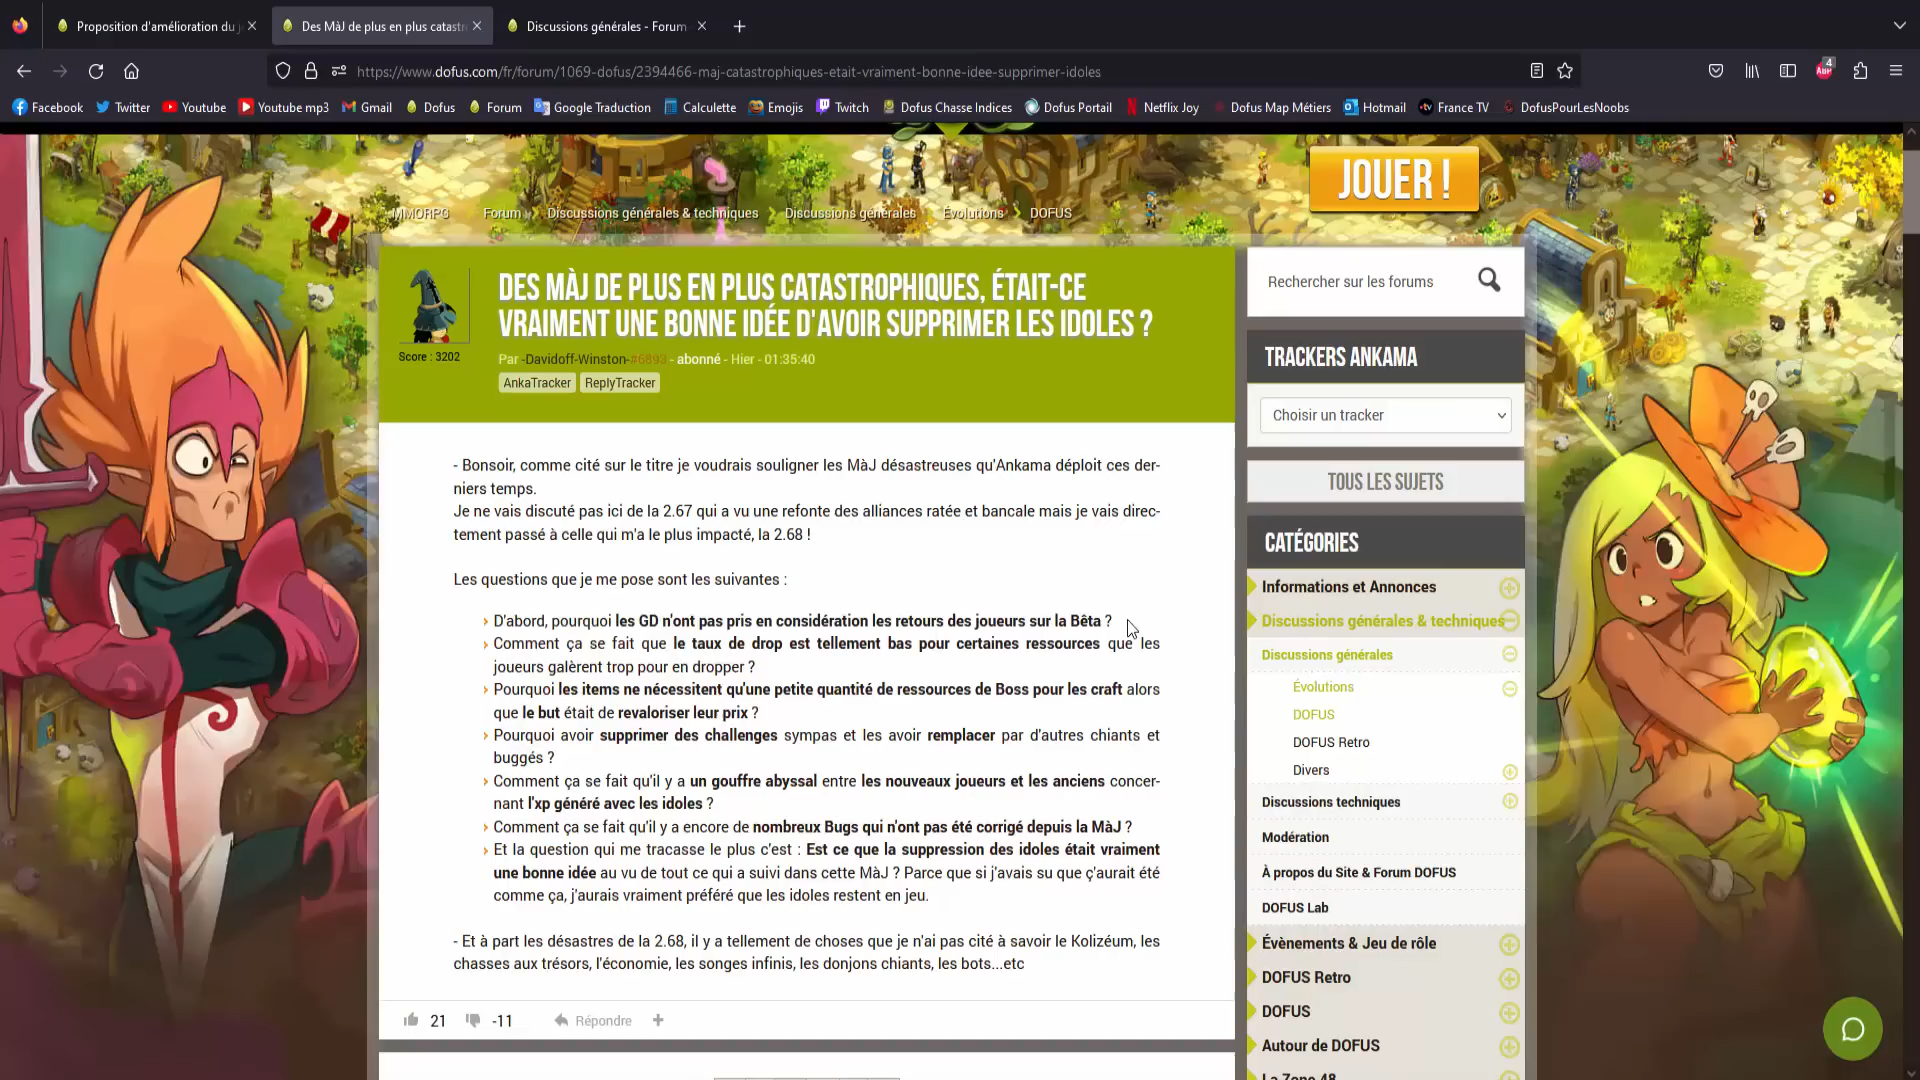 Proposition d'amélioration du j
Des MàJ de plus en plus catastr
Discussions générales - Forum
https://www.dofus.com/fr/forum/1069-dofus/2394466-maj-catastrophiques-etait-vraiment-bonne-idee-supprimer-idoles
4
ABP
Facebook
Twitter
Youtube
Youtube mp3
Gmail
Dofus
Forum
Google Traduction
Calculette
Emojis
Twitch
Dofus Chasse Indices
Dofus Portail
Netflix Joy
Dofus Map Métiers
Hotmail
France TV
DofusPourLesNoobs
JOUER !
MMORPG
Forum
Discussions générales & techniques
Discussions générales
Évolutions
DOFUS
DES MÀJ DE PLUS EN PLUS CATASTROPHIQUES, ÉTAIT-CE
VRAIMENT UNE BONNE IDÉE D'AVOIR SUPPRIMER LES IDOLES ?
Score : 3202
Par -Davidoff-Winston-#6893 - abonné - Hier - 01:35:40
AnkaTracker
ReplyTracker
- Bonsoir, comme cité sur le titre je voudrais souligner les MàJ désastreuses qu'Ankama déploit ces der-
niers temps.
Je ne vais discuté pas ici de la 2.67 qui a vu une refonte des alliances ratée et bancale mais je vais direc-
tement passé à celle qui m'a le plus impacté, la 2.68 !
Les questions que je me pose sont les suivantes :
D'abord, pourquoi les GD n'ont pas pris en considération les retours des joueurs sur la Bêta ?
Comment ça se fait que le taux de drop est tellement bas pour certaines ressources que les
joueurs galèrent trop pour en dropper ?
Pourquoi les items ne nécessitent qu'une petite quantité de ressources de Boss pour les craft alors
que le but était de revaloriser leur prix ?
Pourquoi avoir supprimer des challenges sympas et les avoir remplacer par d'autres chiants et
buggés ?
Comment ça se fait qu'il y a un gouffre abyssal entre les nouveaux joueurs et les anciens concer-
nant l'xp généré avec les idoles ?
Comment ça se fait qu'il y a encore de nombreux Bugs qui n'ont pas été corrigé depuis la MàJ ?
Et la question qui me tracasse le plus c'est : Est ce que la suppression des idoles était vraiment
une bonne idée au vu de tout ce qui a suivi dans cette MàJ ? Parce que si j'avais su que ç'aurait été
comme ça, j'aurais vraiment préféré que les idoles restent en jeu.
- Et à part les désastres de la 2.68, il y a tellement de choses que je n'ai pas cité à savoir le Kolizéum, les
chasses aux trésors, l'économie, les songes infinis, les donjons chiants, les bots...etc
21
-11
Répondre
Rechercher sur les forums
TRACKERS ANKAMA
Choisir un tracker
TOUS LES SUJETS
CATÉGORIES
Informations et Annonces
Discussions générales & techniques
Discussions générales
Évolutions
DOFUS
DOFUS Retro
Divers
Discussions techniques
Modération
À propos du Site & Forum DOFUS
DOFUS Lab
Évènements & Jeu de rôle
DOFUS Retro
DOFUS
Autour de DOFUS
La Zone 48